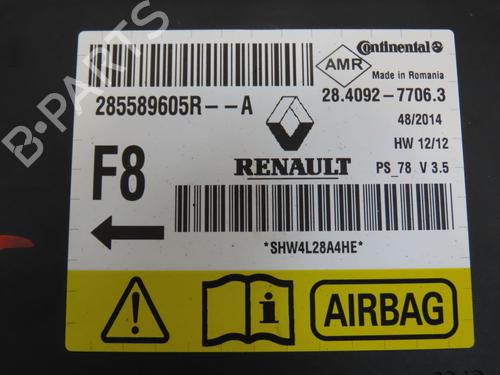 B-PARTS
Continental
AMR
Made in Romania
285589605R--A
28.4092-7706.3
48/2014
HW 12/12
F8
RENAULT
PS_78 V 3.5
*SHW4L28A4HE*
AIRBAG